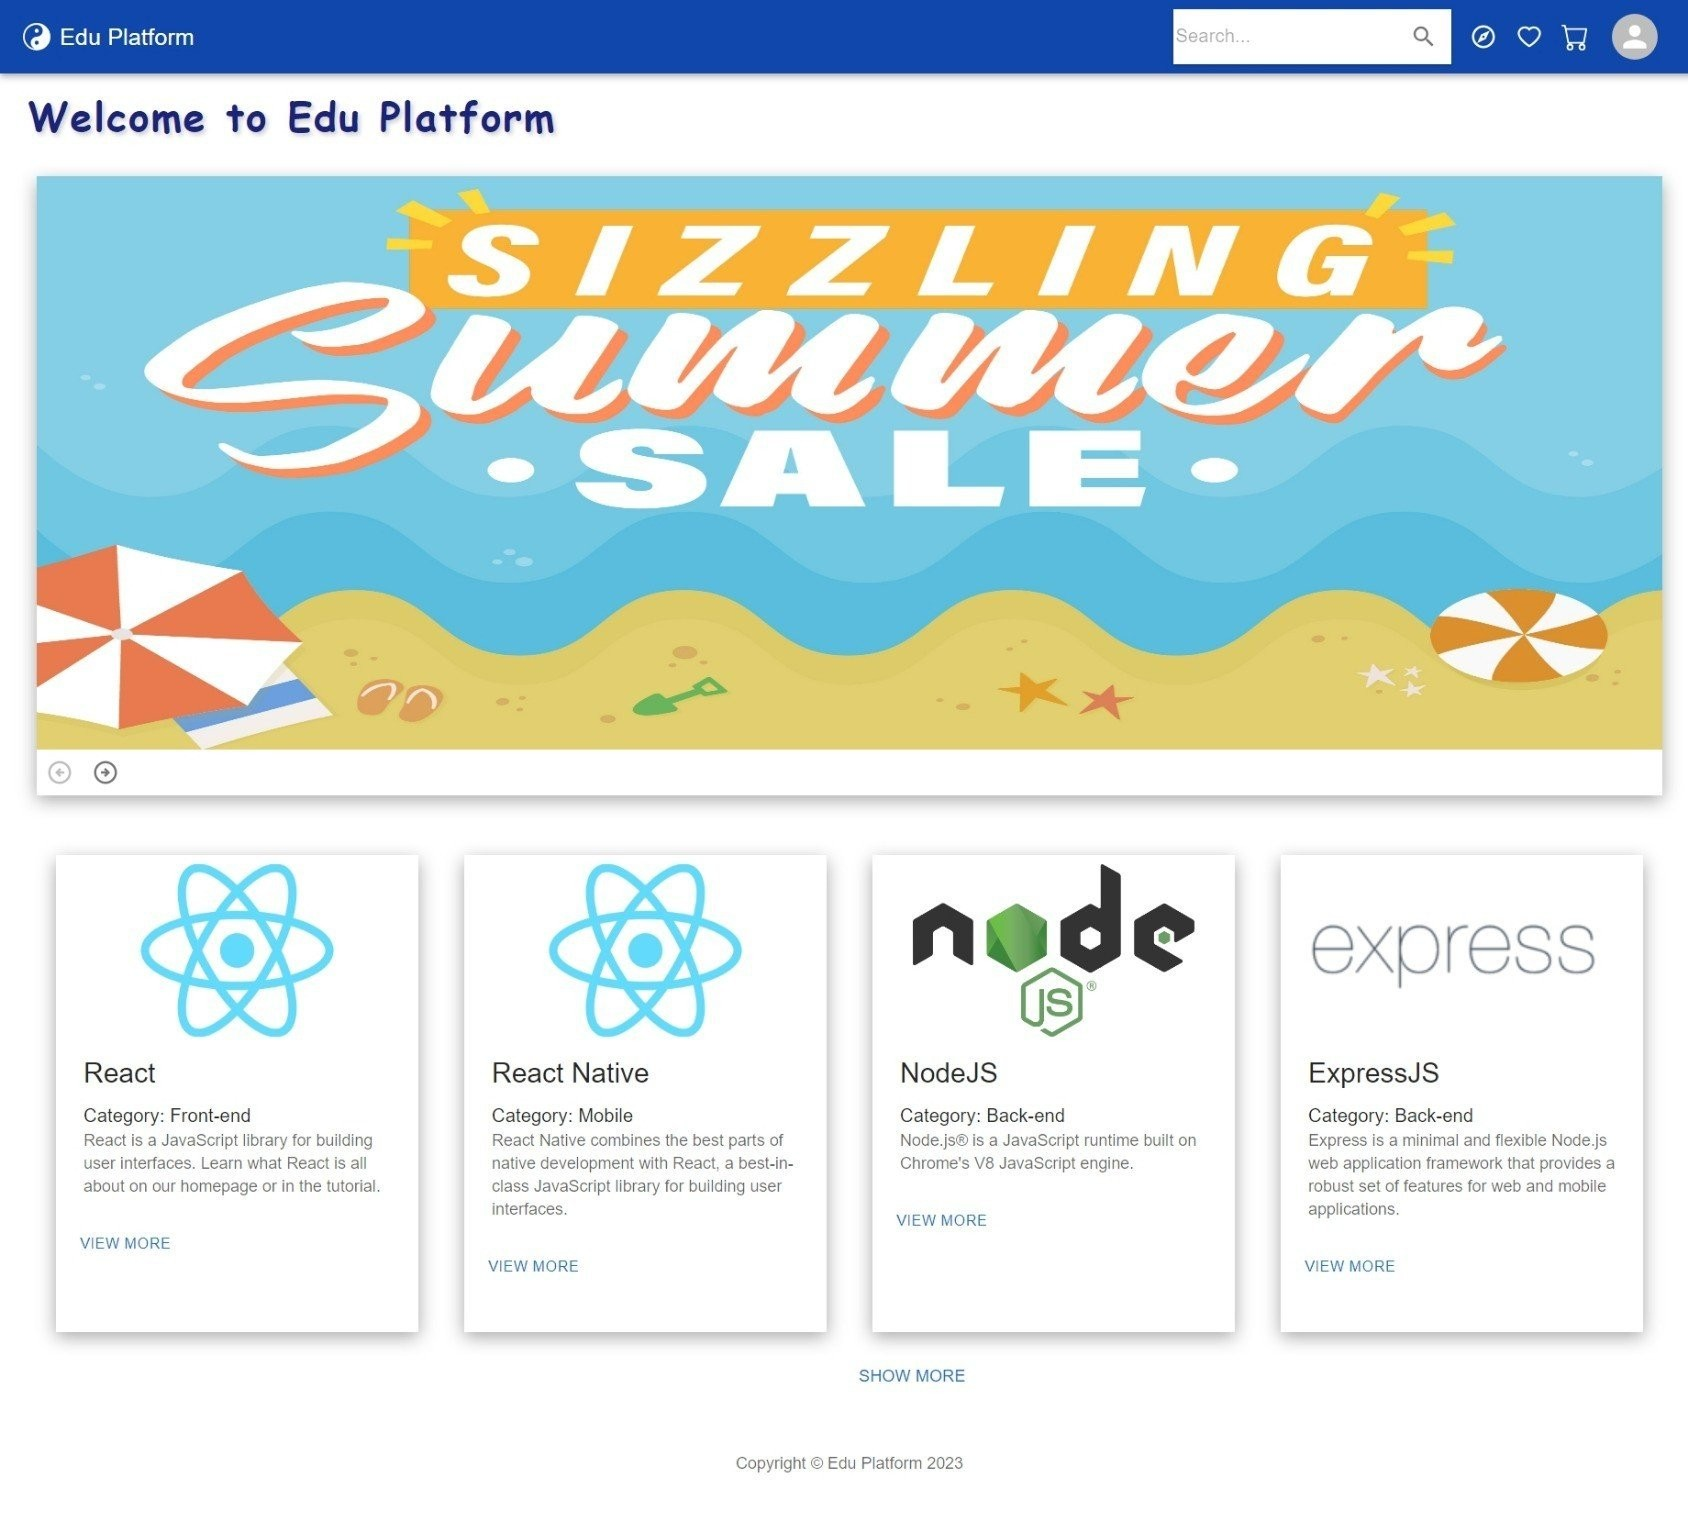 Edu Platform
Search...
Welcome to Edu Platform
SIZZLING
Summer
• SALE •
node
JS®
express
React
Category: Front-end
React is a JavaScript library for building
user interfaces. Learn what React is all
about on our homepage or in the tutorial.
VIEW MORE
React Native
Category: Mobile
React Native combines the best parts of
native development with React, a best-in-
class JavaScript library for building user
interfaces.
VIEW MORE
NodeJS
Category: Back-end
Node.js® is a JavaScript runtime built on
Chrome's V8 JavaScript engine.
VIEW MORE
ExpressJS
Category: Back-end
Express is a minimal and flexible Node.js
web application framework that provides a
robust set of features for web and mobile
applications.
VIEW MORE
SHOW MORE
Copyright © Edu Platform 2023